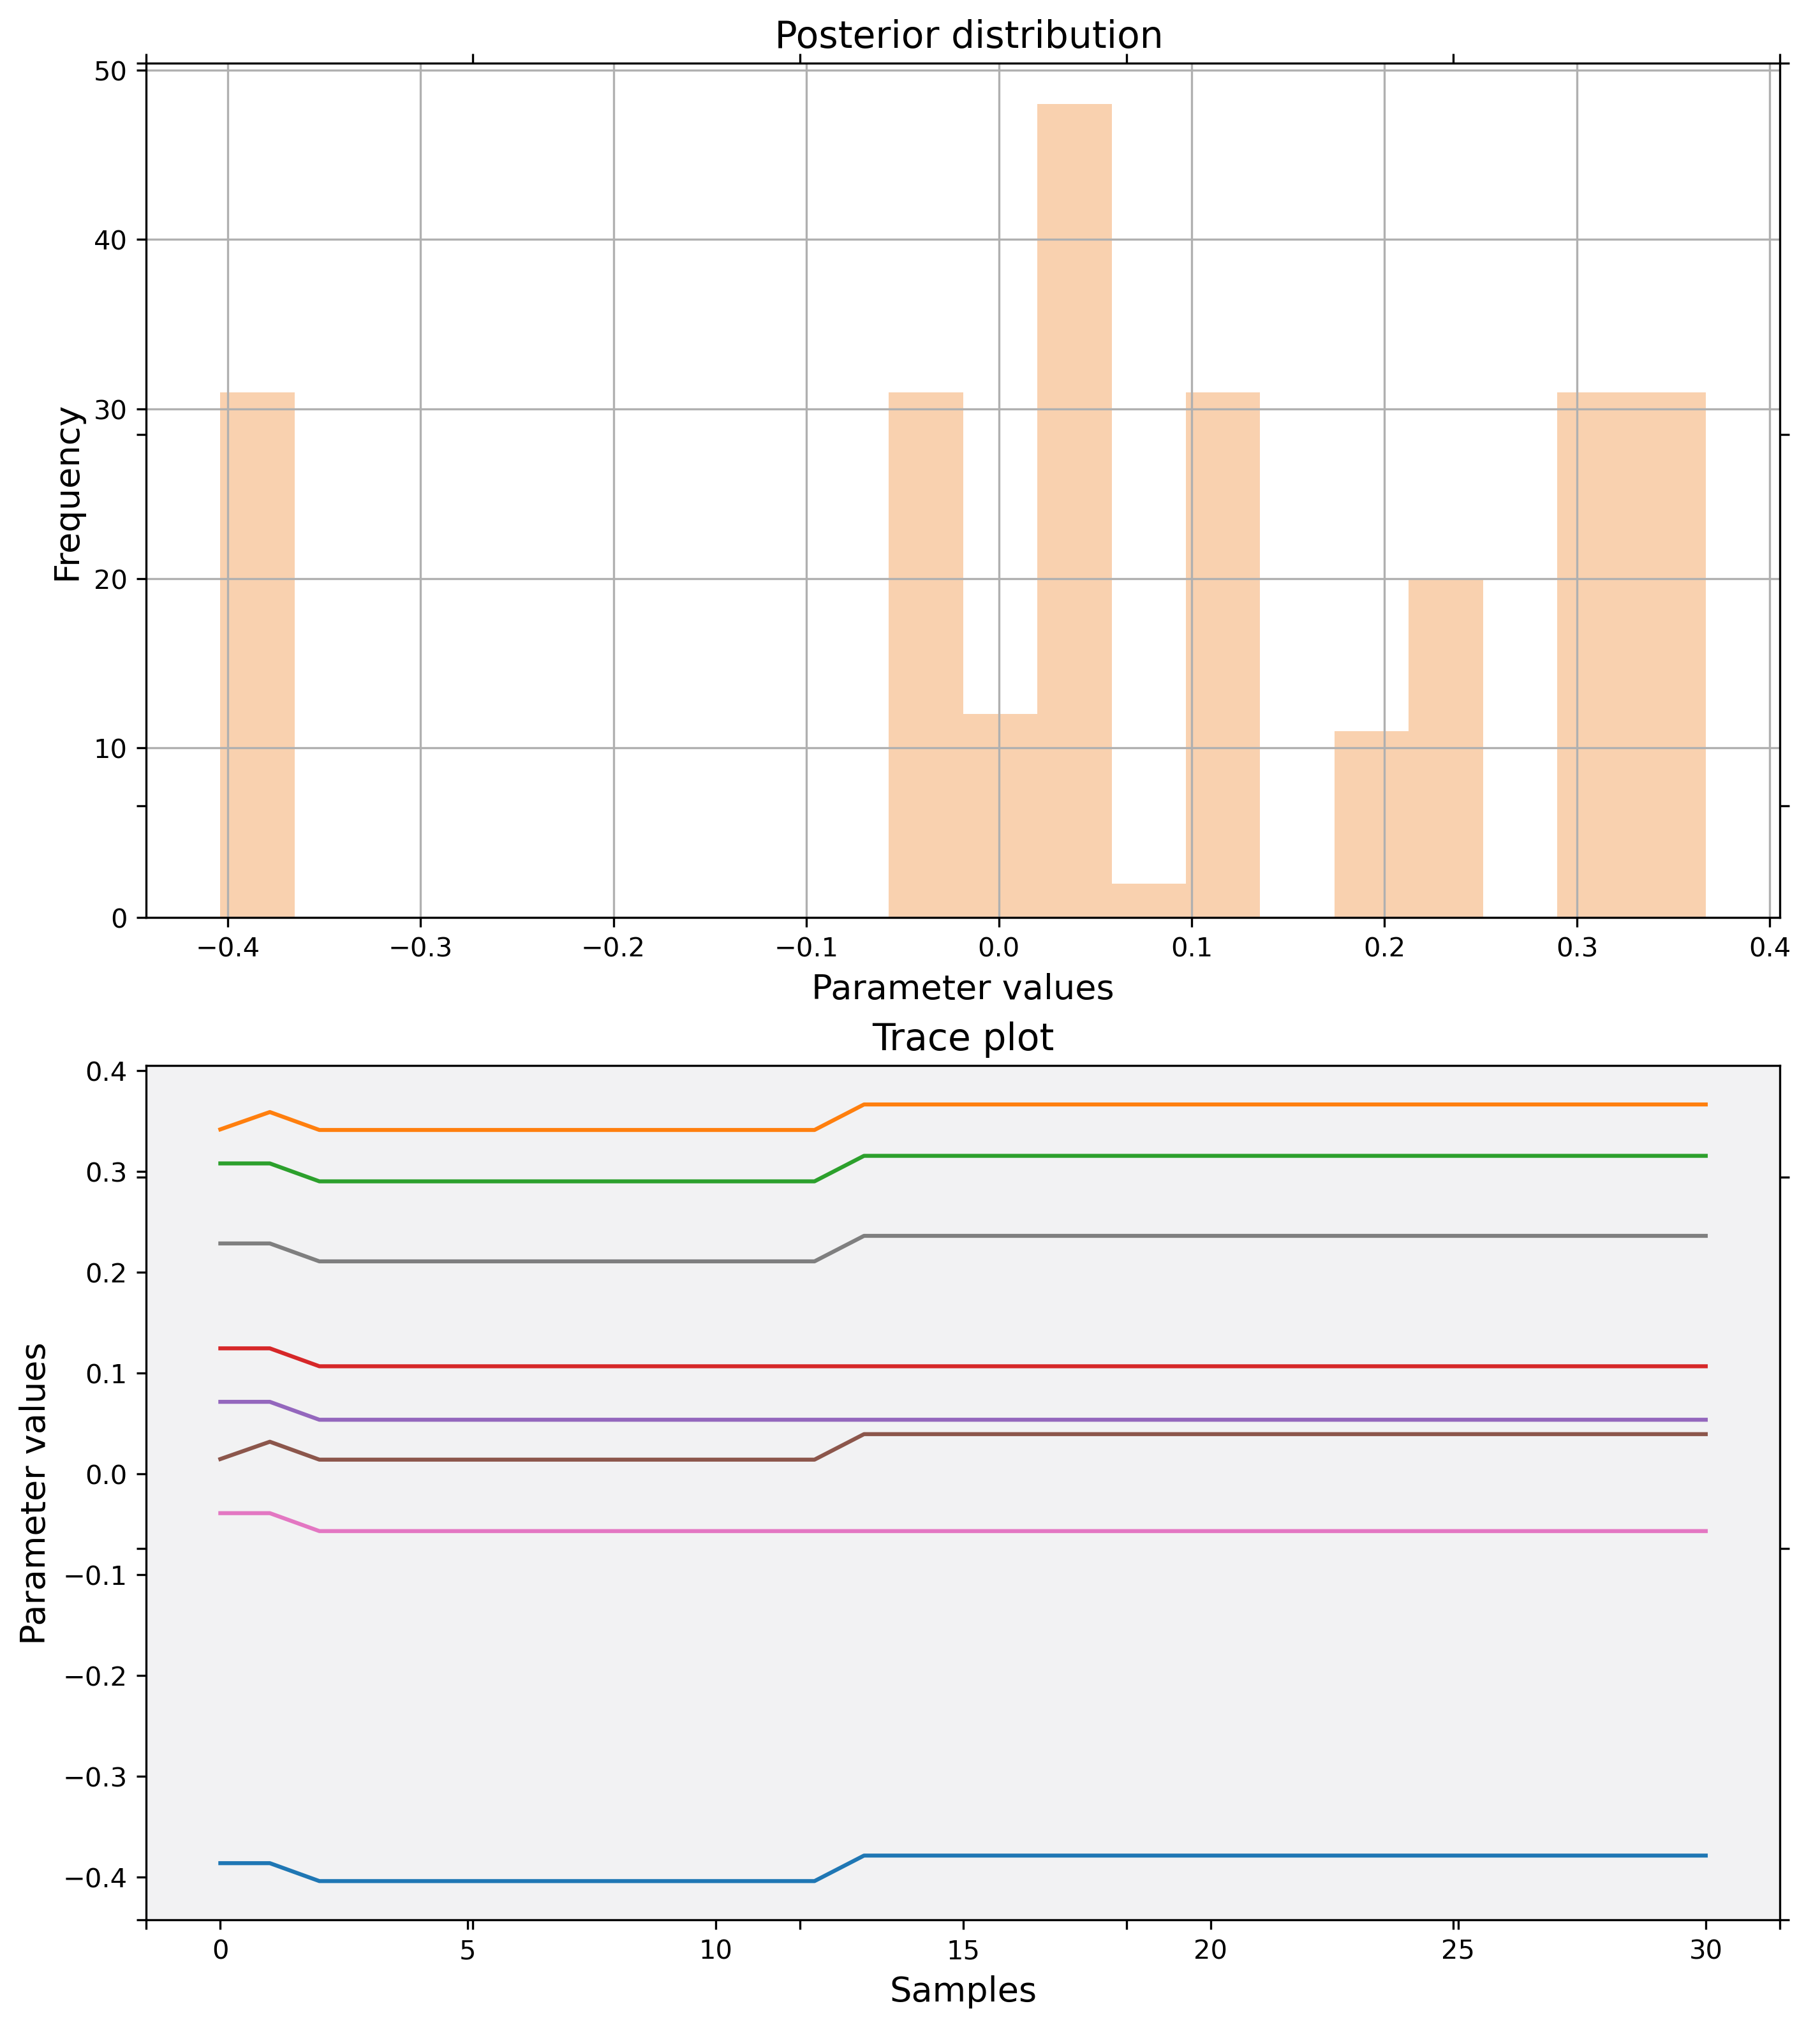 Posterior distribution
50
40
30
20
10
0
Frequency
−0.4 −0.3 −0.2 −0.1 0.0 0.1 0.2 0.3 0.4
Parameter values
Trace plot
0.4
0.3
0.2
0.1
0.0
−0.1
−0.2
−0.3
−0.4
Parameter values
0 5 10 15 20 25 30
Samples